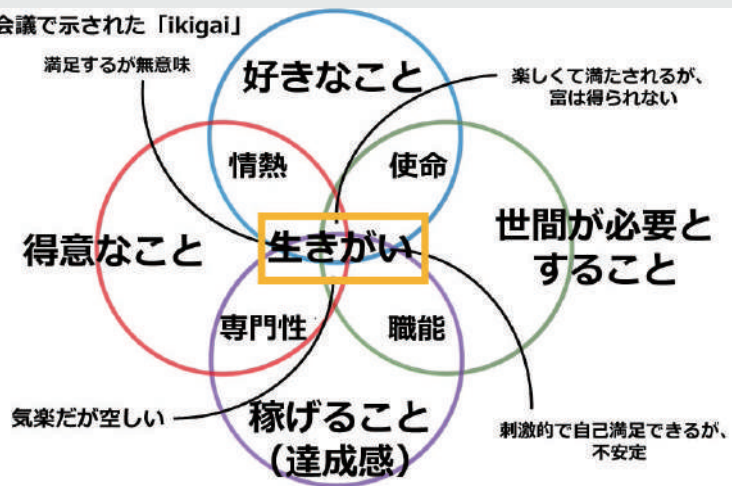 会議で示された「ikigai」
満足するが無意味
好きなこと
楽しくて満たされるが、
富は得られない
情熱
使命
得意なこと
生きがい
世間が必要と
すること
専門性
職能
気楽だが空しい
稼げること
（達成感）
刺激的で自己満足できるが、
不安定